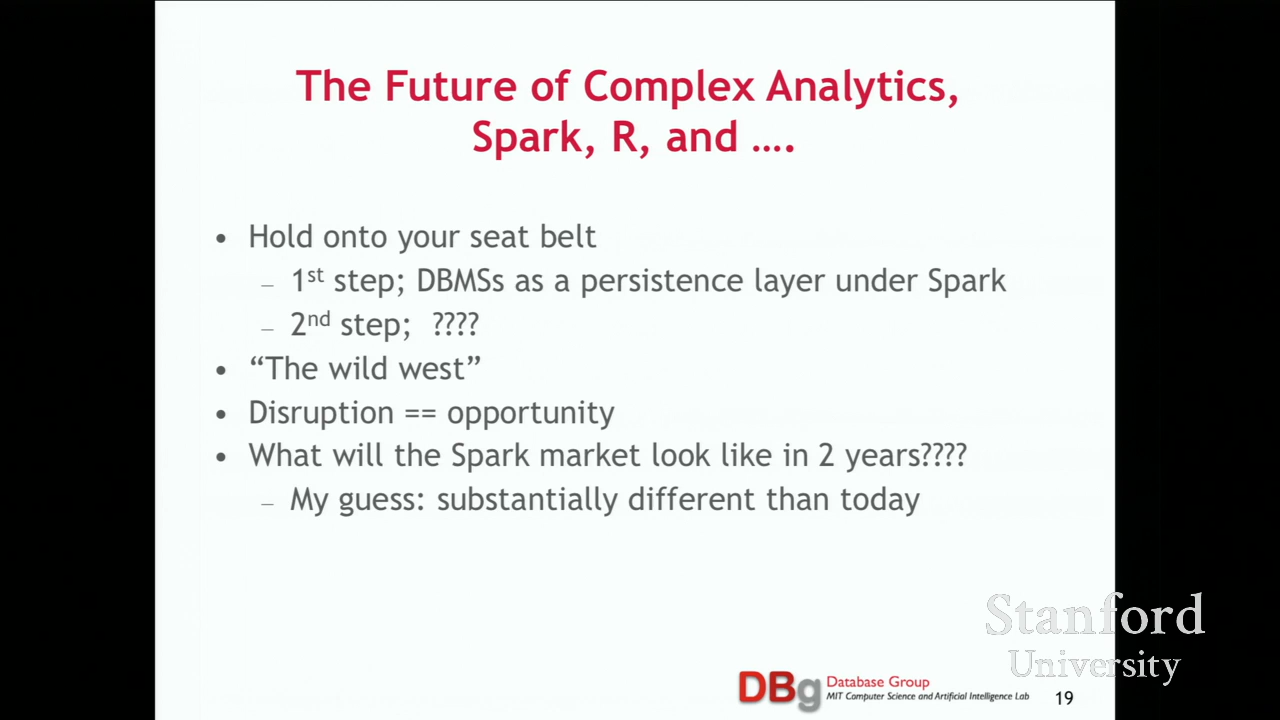 The Future of Complex Analytics,
Spark, R, and ….
• Hold onto your seat belt
– 1st step; DBMSs as a persistence layer under Spark
– 2nd step; ????
• “The wild west”
• Disruption == opportunity
• What will the Spark market look like in 2 years????
– My guess: substantially different than today
Stanford
University
DBg Database Group
MIT Computer Science and Artificial Intelligence Lab
19